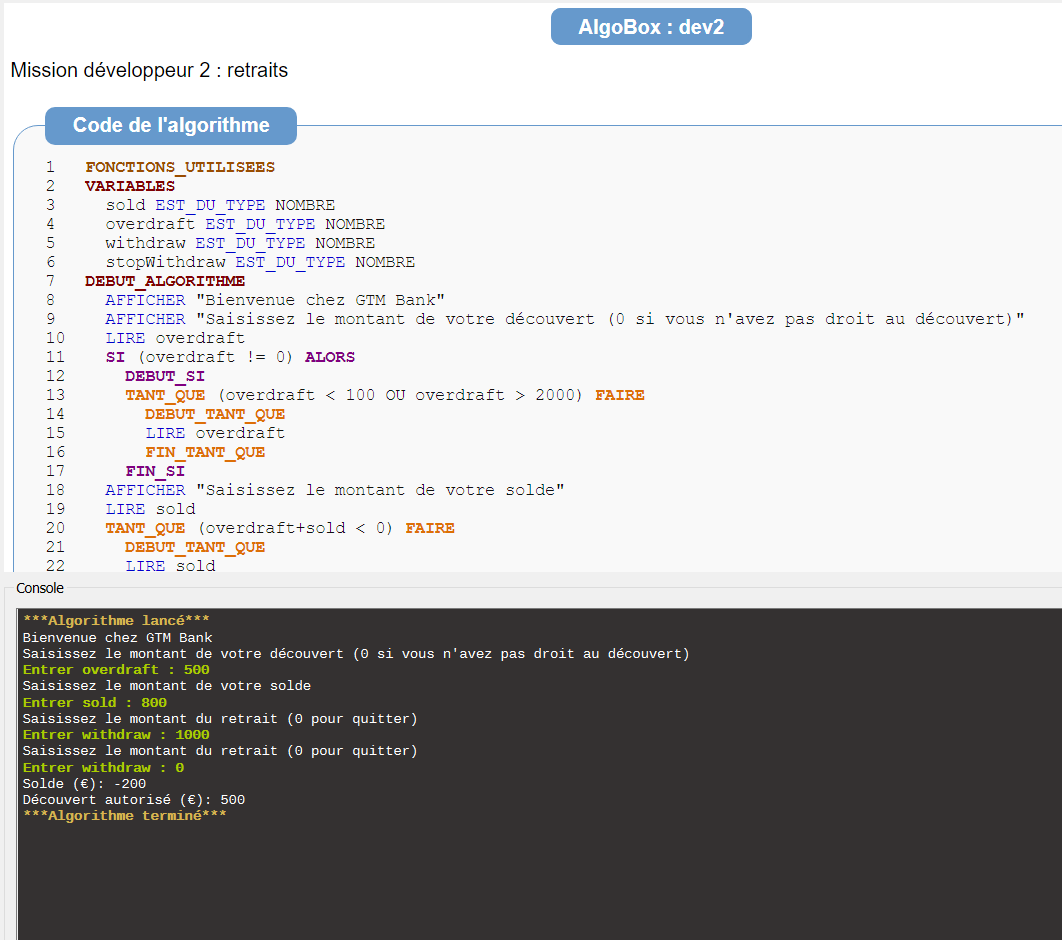 AlgoBox : dev2
Mission développeur 2 : retraits
Code de l'algorithme
1 FONCTIONS_UTILISEES
2 VARIABLES
3 sold EST_DU_TYPE NOMBRE
4 overdraft EST_DU_TYPE NOMBRE
5 withdraw EST_DU_TYPE NOMBRE
6 stopWithdraw EST_DU_TYPE NOMBRE
7 DEBUT_ALGORITHME
8 AFFICHER "Bienvenue chez GTM Bank"
9 AFFICHER "Saisissez le montant de votre découvert (0 si vous n'avez pas droit au découvert)"
10 LIRE overdraft
11 SI (overdraft != 0) ALORS
12 DEBUT_SI
13 TANT_QUE (overdraft < 100 OU overdraft > 2000) FAIRE
14 DEBUT_TANT_QUE
15 LIRE overdraft
16 FIN_TANT_QUE
17 FIN_SI
18 AFFICHER "Saisissez le montant de votre solde"
19 LIRE sold
20 TANT_QUE (overdraft+sold < 0) FAIRE
21 DEBUT_TANT_QUE
22 LIRE sold
Console
***Algorithme lancé***
Bienvenue chez GTM Bank
Saisissez le montant de votre découvert (0 si vous n'avez pas droit au découvert)
Entrer overdraft : 500
Saisissez le montant de votre solde
Entrer sold : 800
Saisissez le montant du retrait (0 pour quitter)
Entrer withdraw : 1000
Saisissez le montant du retrait (0 pour quitter)
Entrer withdraw : 0
Solde (€): -200
Découvert autorisé (€): 500
***Algorithme terminé***